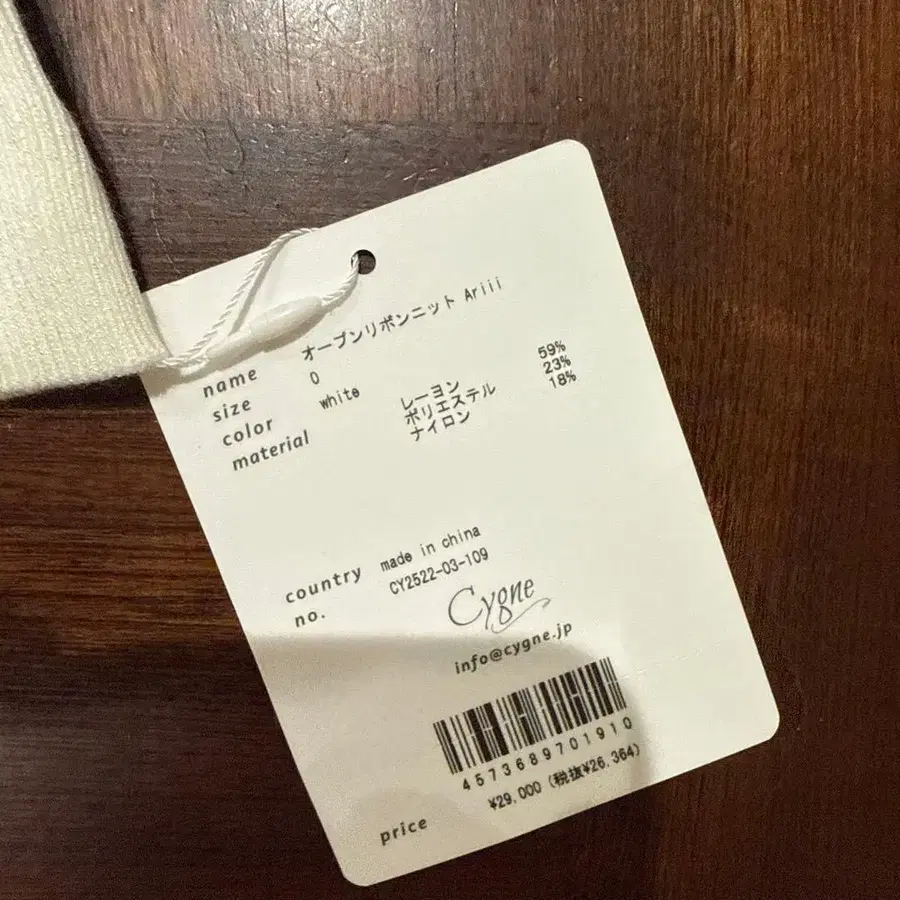 name オープンリボンニット Ariii
size 0
color white
material レーヨン 59%
ポリエステル 23%
ナイロン 18%
country made in china
no. CY2522-03-109
Cygne
info@cygne.jp
4573689701910
price ¥29,000 (税抜¥26,364)